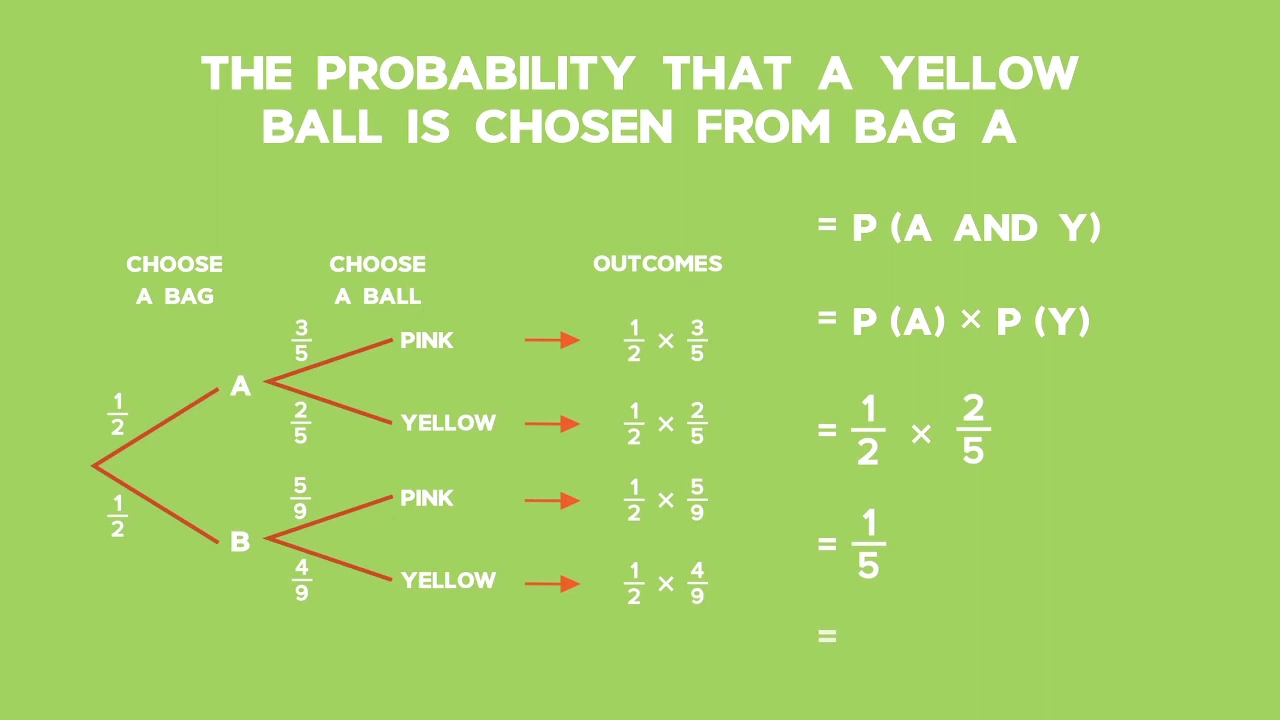 THE PROBABILITY THAT A YELLOW
BALL IS CHOSEN FROM BAG A
CHOOSE
A BAG
CHOOSE
A BALL
OUTCOMES
1/2
1/2
A
B
3/5
PINK
1/2 × 3/5
2/5
YELLOW
1/2 × 2/5
5/9
PINK
1/2 × 5/9
4/9
YELLOW
1/2 × 4/9
= P (A AND Y)
= P (A) × P (Y)
= 1/2 × 2/5
= 1/5
=